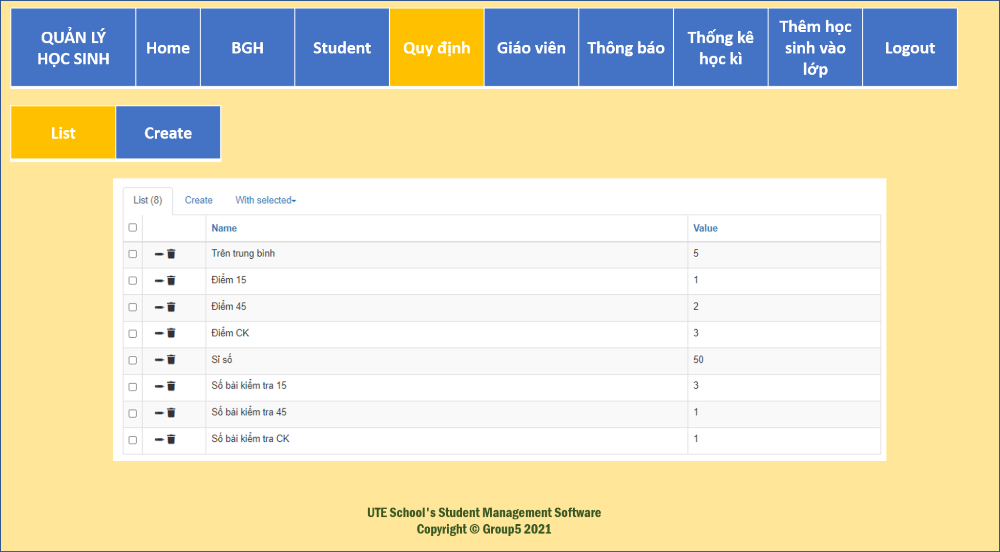 QUẢN LÝ
HỌC SINH
Home
BGH
Student
Quy định
Giáo viên
Thông báo
Thống kê
học kì
Thêm học
sinh vào
lớp
Logout
List
Create
List (8)
Create
With selected
Name
Value
Trên trung bình
5
Điểm 15
1
Điểm 45
2
Điểm CK
3
Sỉ số
50
Số bài kiểm tra 15
3
Số bài kiểm tra 45
1
Số bài kiểm tra CK
1
UTE School's Student Management Software
Copyright © Group5 2021